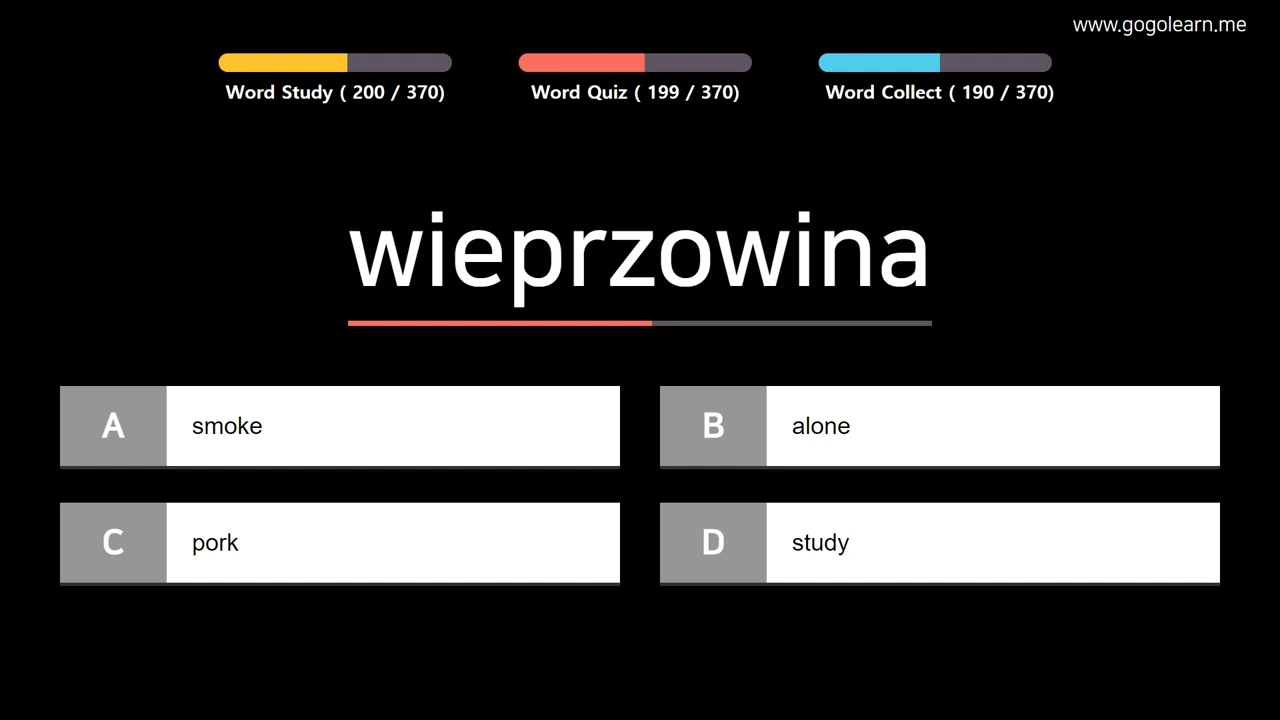 www.gogolearn.me
Word Study ( 200 / 370)
Word Quiz ( 199 / 370)
Word Collect ( 190 / 370)
wieprzowina
A smoke
B alone
C pork
D study